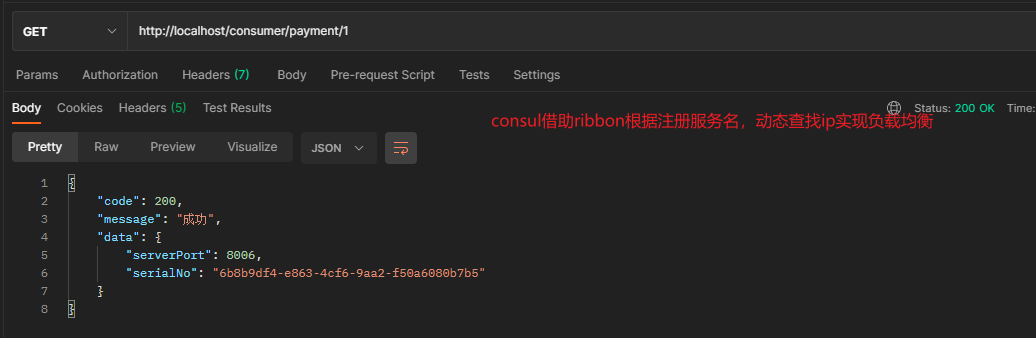 GET http://localhost/consumer/payment/1
Params Authorization Headers (7) Body Pre-request Script Tests Settings
Body Cookies Headers (5) Test Results Status: 200 OK Time:
consul借助ribbon根据注册服务名，动态查找ip实现负载均衡
Pretty Raw Preview Visualize JSON
1 {
2 "code": 200,
3 "message": "成功",
4 "data": {
5 "serverPort": 8006,
6 "serialNo": "6b8b9df4-e863-4cf6-9aa2-f50a6080b7b5"
7 }
8 }